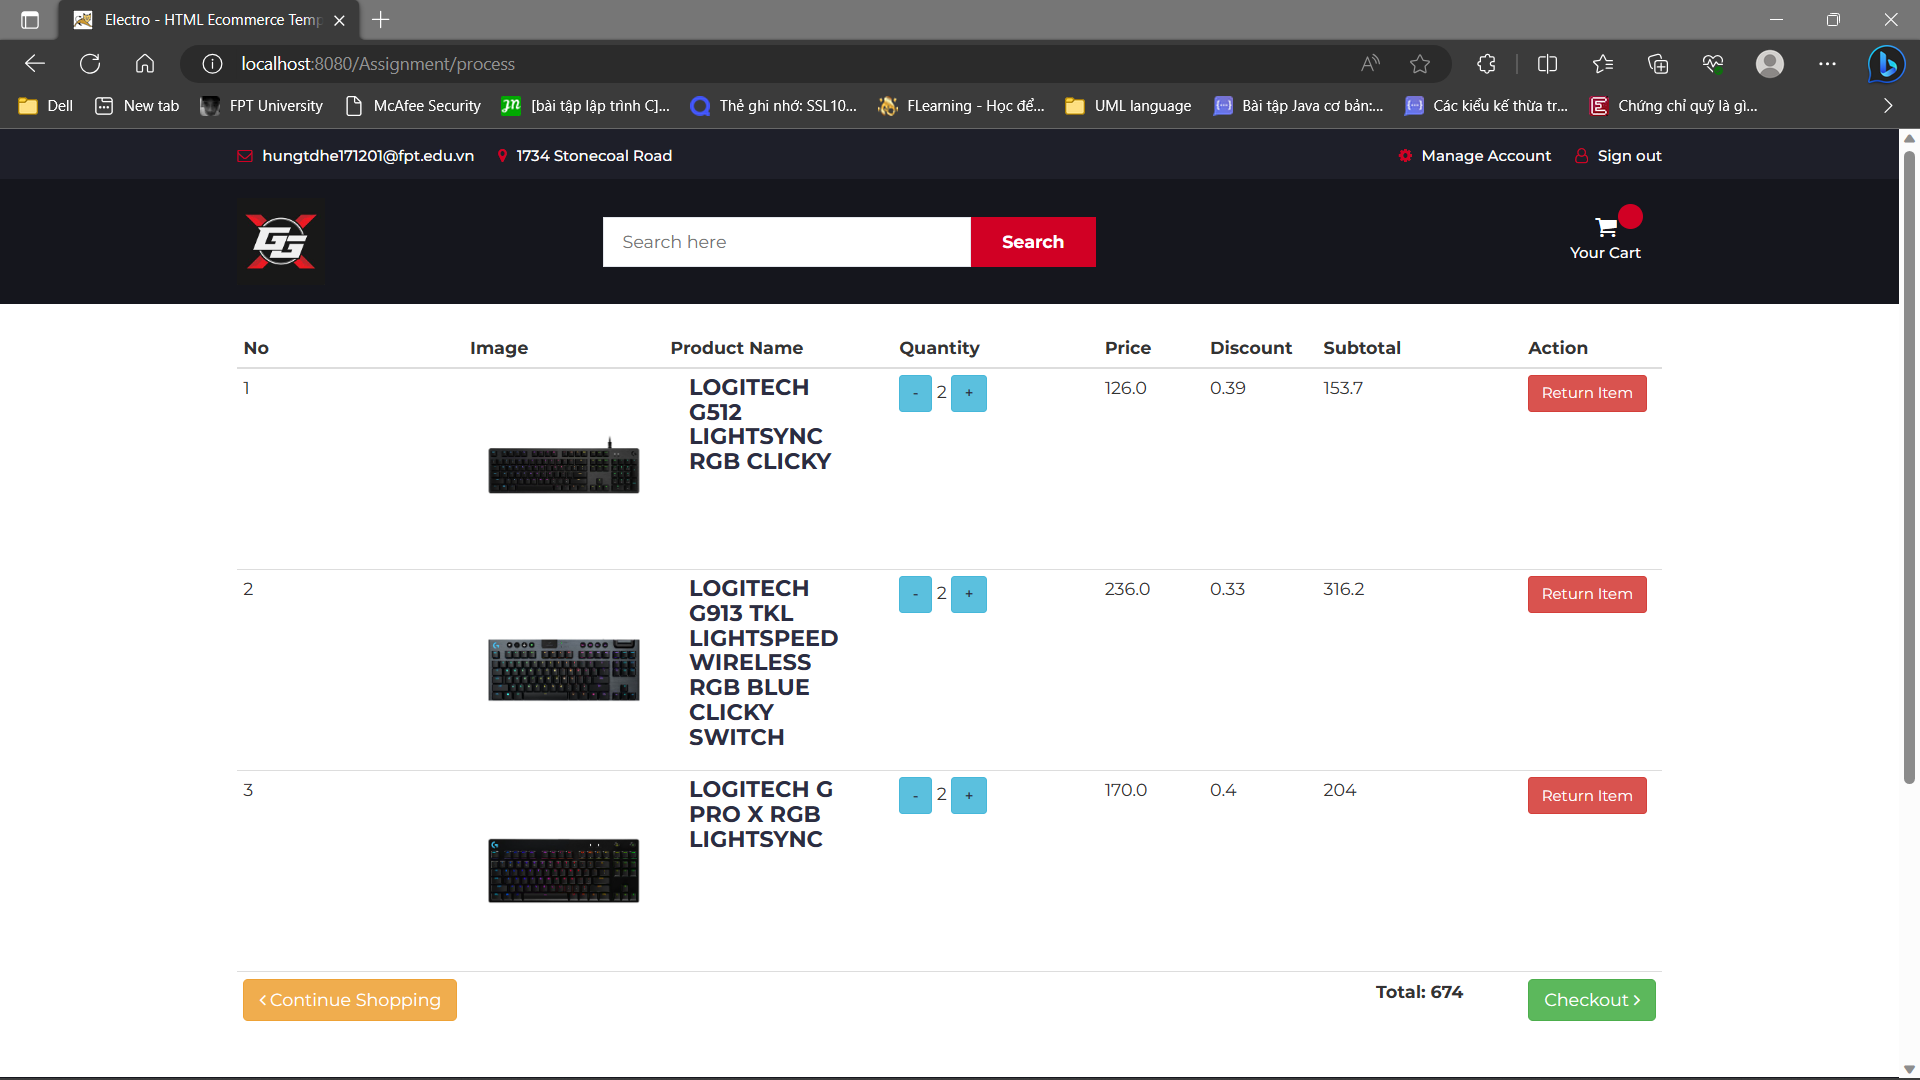 Electro - HTML Ecommerce Temp
localhost:8080/Assignment/process
Dell
New tab
FPT University
McAfee Security
[bài tập lập trình C]...
Thẻ ghi nhớ: SSL10...
FLearning - Học để...
UML language
Bài tập Java cơ bản:...
Các kiểu kế thừa tr...
Chứng chỉ quỹ là gì...
hungtdhe171201@fpt.edu.vn
1734 Stonecoal Road
Manage Account
Sign out
GG
Search here
Search
Your Cart
No Image Product Name Quantity Price Discount Subtotal Action
1 LOGITECH - 2 + 126.0 0.39 153.7 Return Item
G512
LIGHTSYNC
RGB CLICKY
2 LOGITECH - 2 + 236.0 0.33 316.2 Return Item
G913 TKL
LIGHTSPEED
WIRELESS
RGB BLUE
CLICKY
SWITCH
3 LOGITECH G - 2 + 170.0 0.4 204 Return Item
PRO X RGB
LIGHTSYNC
Continue Shopping
Total: 674
Checkout